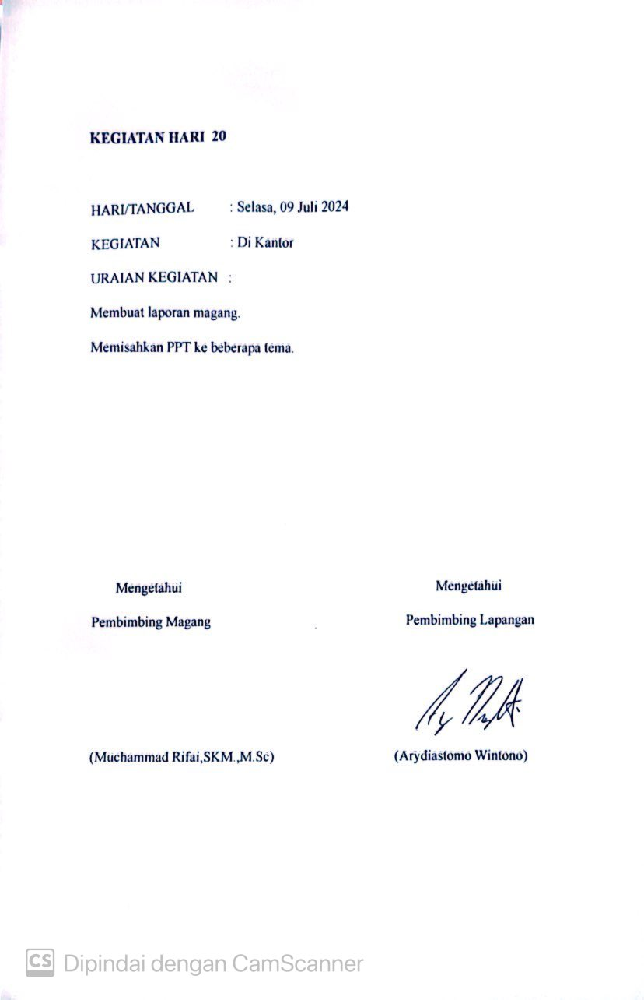 KEGIATAN HARI 20
HARI/TANGGAL : Selasa, 09 Juli 2024
KEGIATAN : Di Kantor
URAIAN KEGIATAN :
Membuat laporan magang.
Memisahkan PPT ke beberapa tema.
Mengetahui Mengetahui
Pembimbing Magang Pembimbing Lapangan
(Muchammad Rifai,SKM.,M.Sc) (Arydiastomo Wintono)
CS Dipindai dengan CamScanner